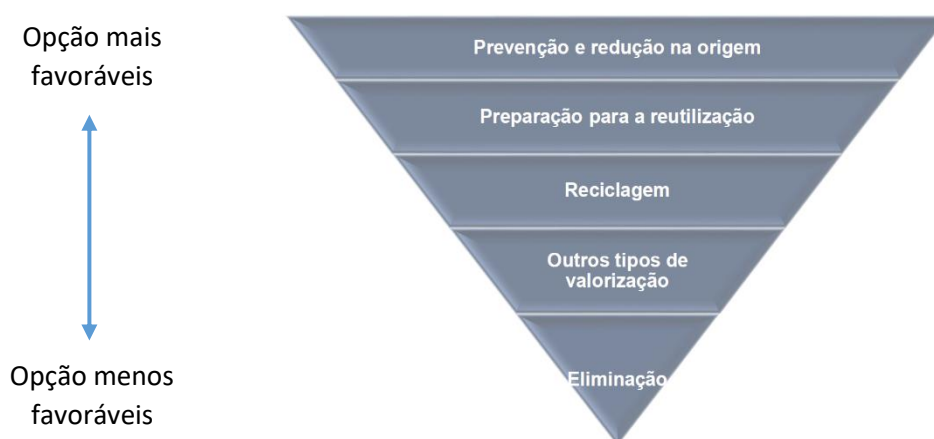 Opção mais
favoráveis
Prevenção e redução na origem
Preparação para a reutilização
Reciclagem
Outros tipos de
valorização
Opção menos
favoráveis
Eliminação